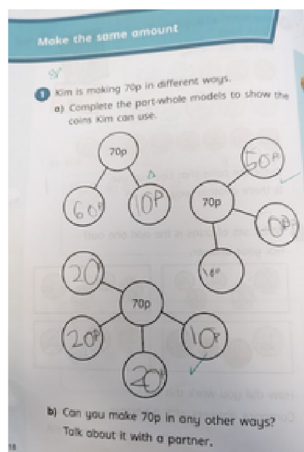 Make the same amount
1 Kim is making 70p in different ways.
a) Complete the part-whole models to show the
coins Kim can use.
70p
60p
10p
50p
70p
20
70p
20p
10p
20p
b) Can you make 70p in any other ways?
Talk about it with a partner.
18